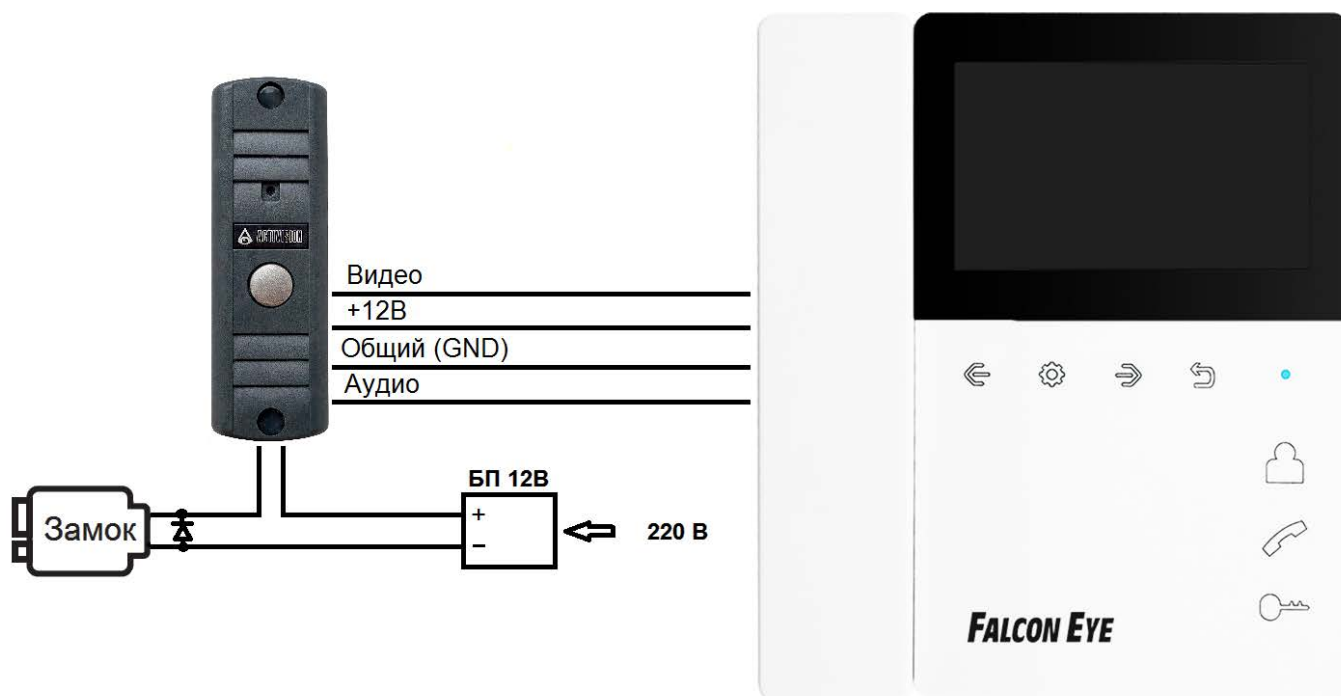 Видео
+12В
Общий (GND)
Аудио
БП 12В
Замок
+
−
220 В
FALCON EYE